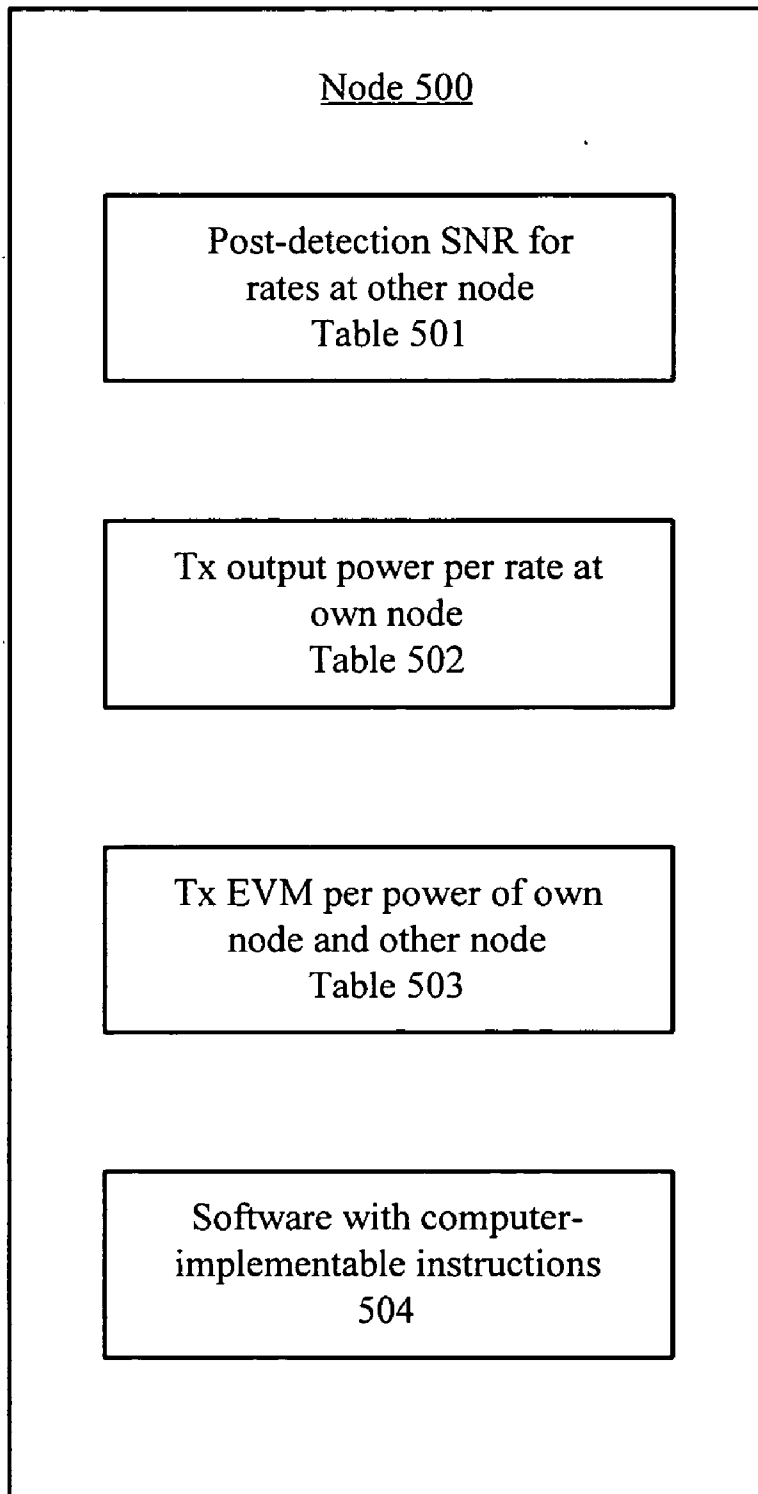 Node 500
Post-detection SNR for
rates at other node
Table 501
Tx output power per rate at
own node
Table 502
Tx EVM per power of own
node and other node
Table 503
Software with computer-
implementable instructions
504